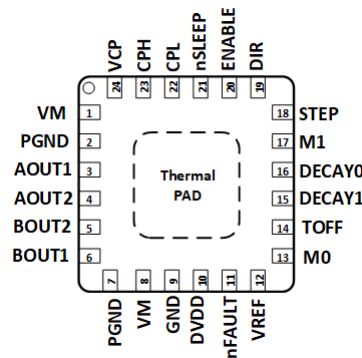 VCP CPH CPL nSLEEP ENABLE DIR
24 23 22 21 20 19
VM 1 18 STEP
PGND 2 17 M1
AOUT1 3 16 DECAY0
AOUT2 4 15 DECAY1
BOUT2 5 14 TOFF
BOUT1 6 13 M0
Thermal
PAD
7 8 9 10 11 12
PGND VM GND DVDD nFAULT VREF